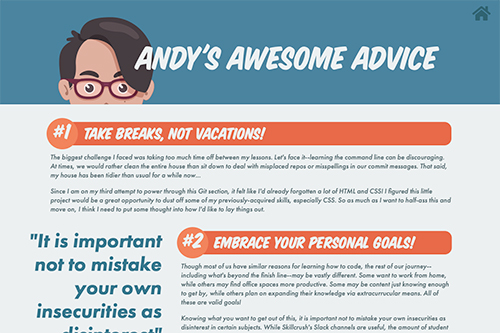 ANDY'S AWESOME ADVICE
#1 TAKE BREAKS, NOT VACATIONS!
The biggest challenge I faced was taking too much time off between my lessons. Let's face it--learning the command line can be discouraging.
At times, we would rather clean the entire house than sit down to deal with misplaced repos or misspellings in our commit messages. That said,
my house has been tidier than usual for a while now...
Since I am on my third attempt to power through this Git section, it felt like I'd already forgotten a lot of HTML and CSS! I figured this little
project would be a great opportunity to dust off some of my previously-acquired skills, especially CSS. So as much as I want to half-ass this and
move on, I think I need to put some thought into how I'd like to lay things out.
"It is important
not to mistake
your own
insecurities as
disinterest"
#2 EMBRACE YOUR PERSONAL GOALS!
Though most of us have similar reasons for learning how to code, the rest of our journey--
including what's beyond the finish line--may be vastly different. Some want to work from home,
while others may find office spaces more productive. Some may be content just knowing enough
to get by, while others plan on expanding their knowledge via extracurrucular means. All of
these are valid goals!
Knowing what you want to get out of this, it is important not to mistake your own insecurities as
disinterest in certain subjects. While Skillcrush's Slack channels are useful, the amount of student